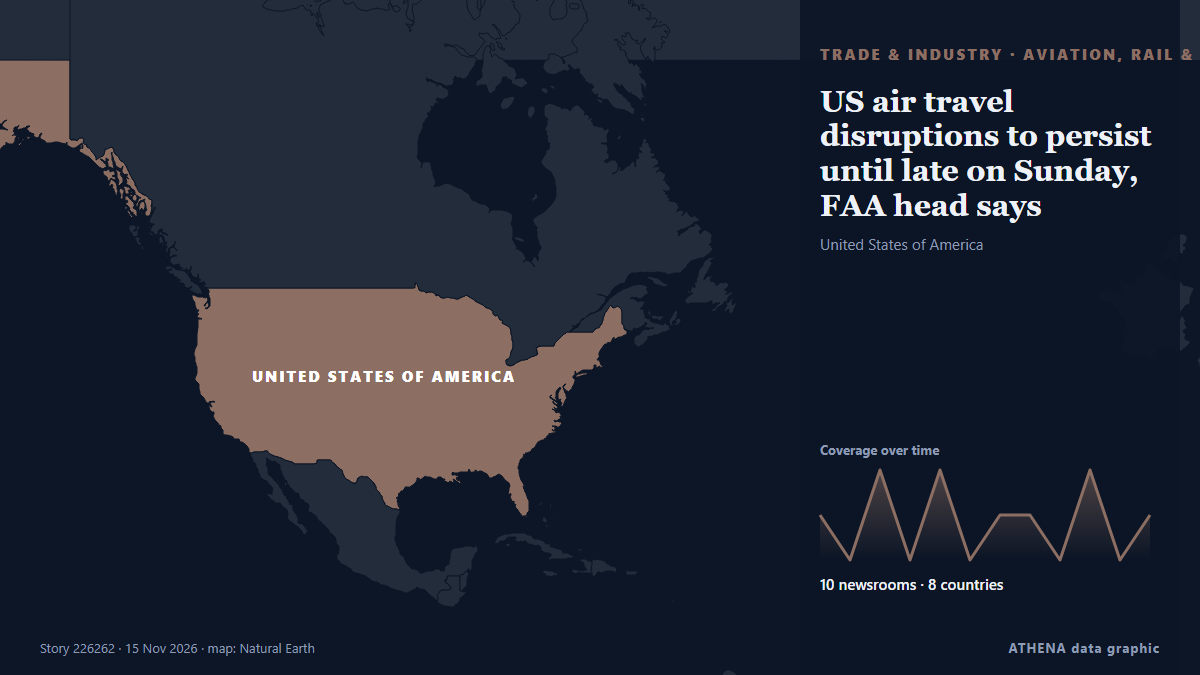 TRADE & INDUSTRY · AVIATION, RAIL &
US air travel
disruptions to persist
until late on Sunday,
FAA head says
United States of America
UNITED STATES OF AMERICA
Coverage over time
10 newsrooms · 8 countries
Story 226262 · 15 Nov 2026 · map: Natural Earth
ATHENA data graphic